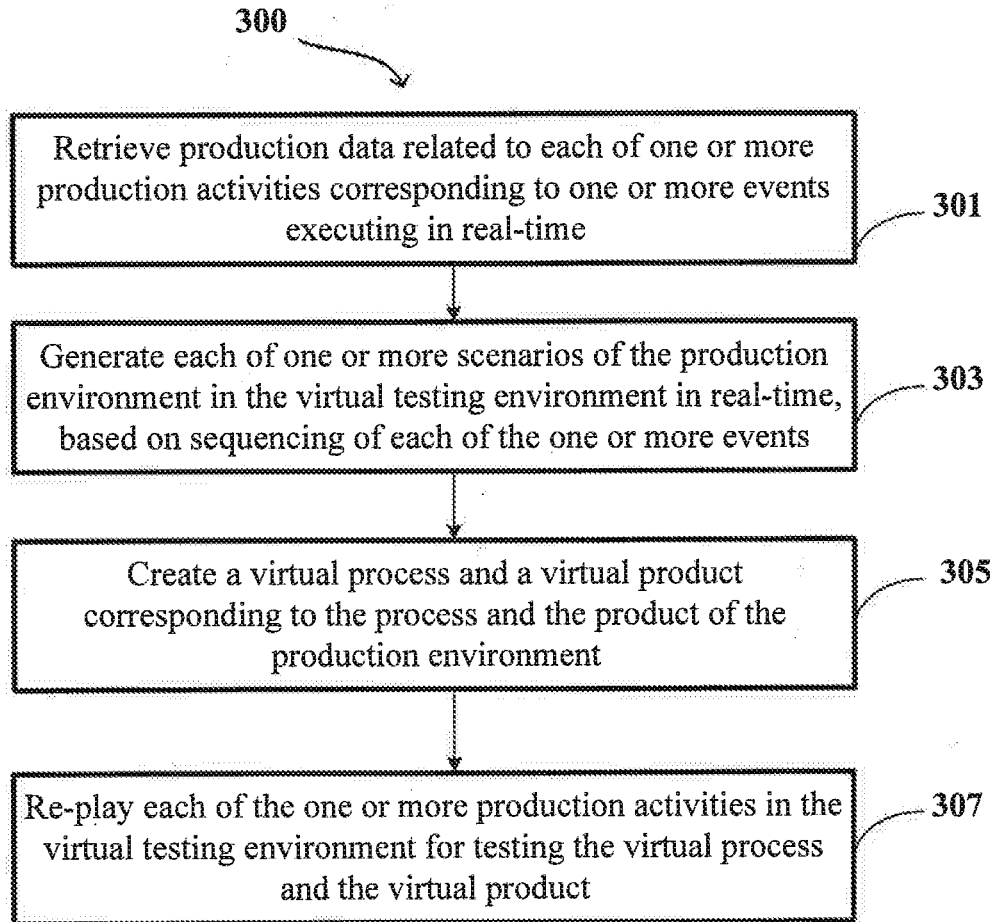 300
Retrieve production data related to each of one or more
production activities corresponding to one or more events
executing in real-time
301
Generate each of one or more scenarios of the production
environment in the virtual testing environment in real-time,
based on sequencing of each of the one or more events
303
Create a virtual process and a virtual product
corresponding to the process and the product of the
production environment
305
Re-play each of the one or more production activities in the
virtual testing environment for testing the virtual process
and the virtual product
307